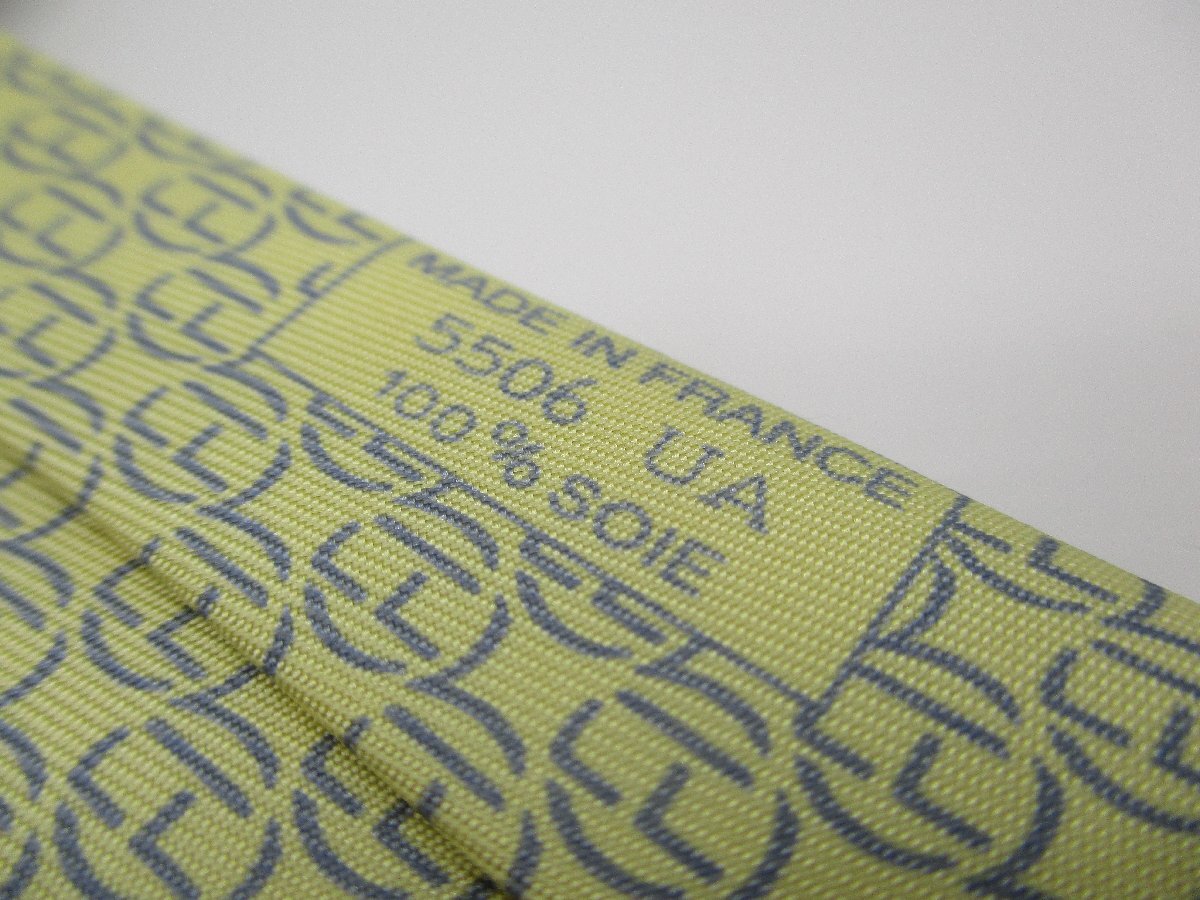 MADE IN FRANCE
5506 UA
100 % SOIE